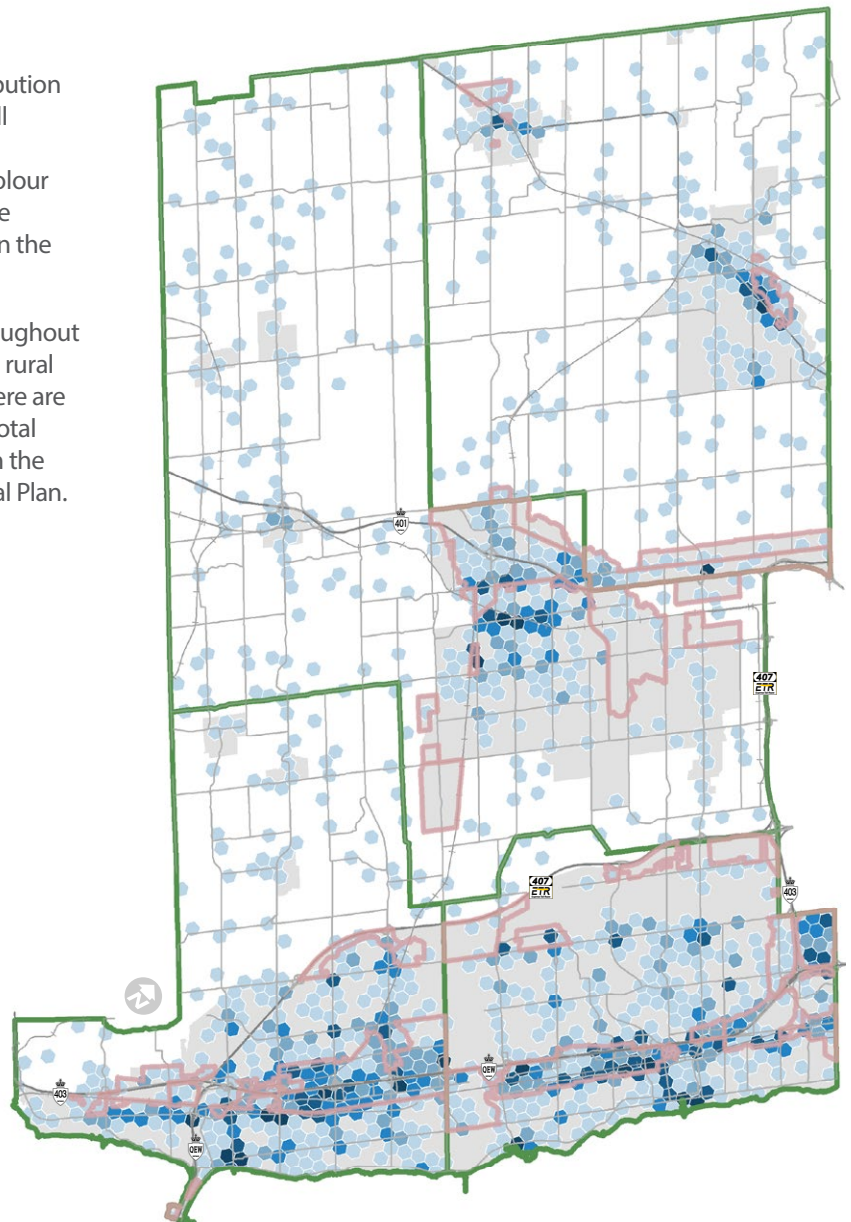 bution
ll
olour
e
n the
ughout
rural
ere are
otal
n the
al Plan.
401
407
ETR
407
ETR
403
QEW
403
QEW